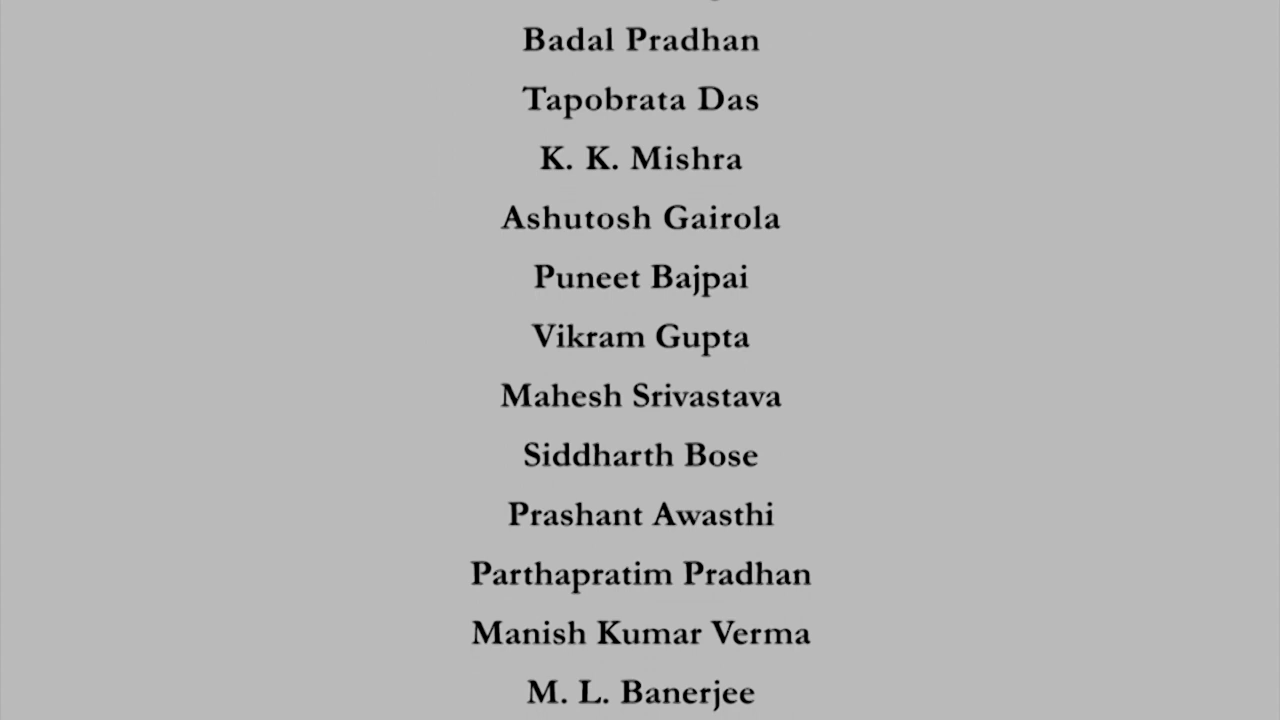 Badal Pradhan
Tapobrata Das
K. K. Mishra
Ashutosh Gairola
Puneet Bajpai
Vikram Gupta
Mahesh Srivastava
Siddharth Bose
Prashant Awasthi
Parthapratim Pradhan
Manish Kumar Verma
M. L. Banerjee